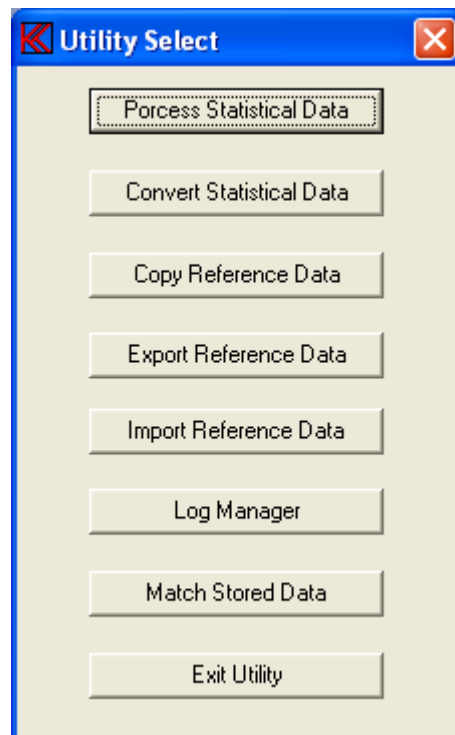 Utility Select
Porcess Statistical Data
Convert Statistical Data
Copy Reference Data
Export Reference Data
Import Reference Data
Log Manager
Match Stored Data
Exit Utility